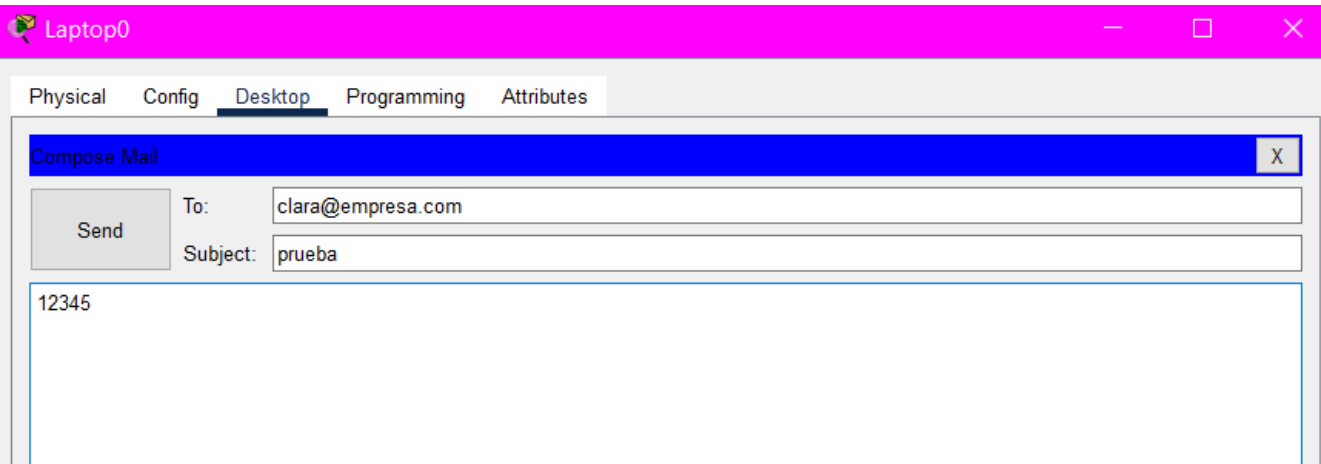 Laptop0
Physical Config Desktop Programming Attributes
Compose Mail X
Send
To: clara@empresa.com
Subject: prueba
12345